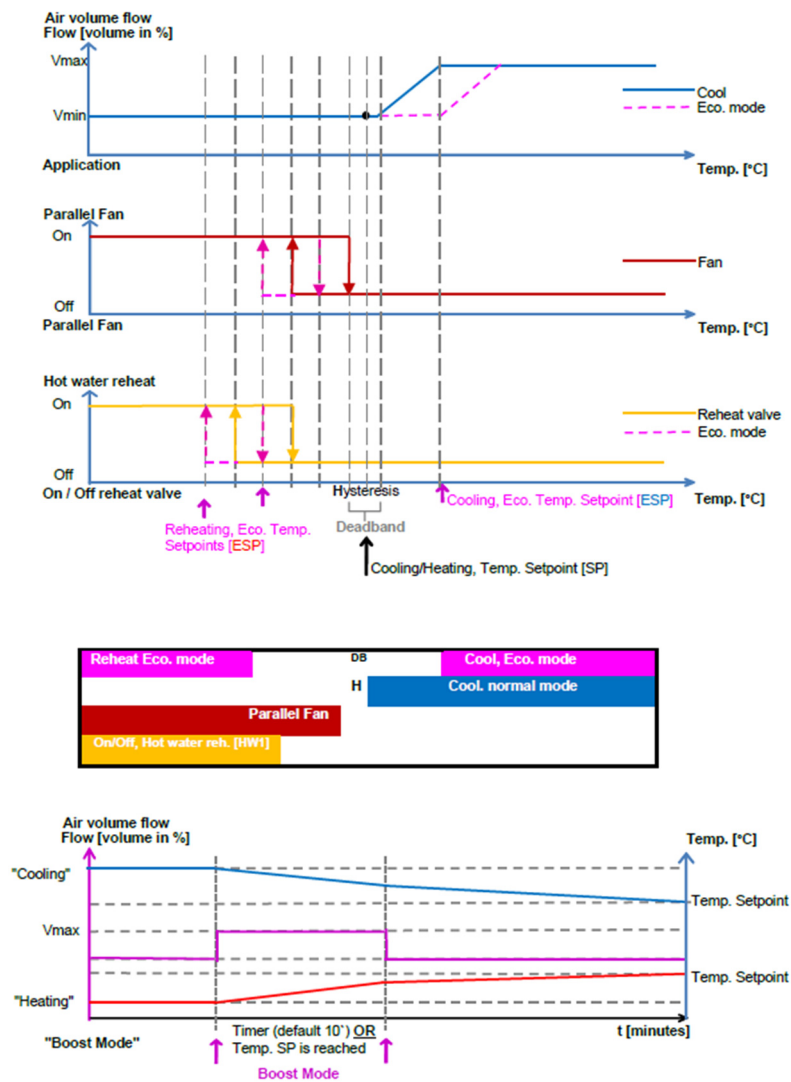 Air volume flow
Flow [volume in %]
Vmax
Cool
Eco. mode
Vmin
Application
Temp. [°C]
Parallel Fan
On
Fan
Off
Parallel Fan
Temp. [°C]
Hot water reheat
On
Reheat valve
Eco. mode
Off
On / Off reheat valve
Hysteresis
Cooling, Eco. Temp. Setpoint [ESP]
Temp. [°C]
Reheating, Eco. Temp.
Setpoints [ESP]
Deadband
Cooling/Heating, Temp. Setpoint [SP]
Reheat Eco. mode
DB
Cool, Eco. mode
H
Cool. normal mode
Parallel Fan
On/Off, Hot water reh. [HW1]
Air volume flow
Flow [volume in %]
Temp. [°C]
"Cooling"
Temp. Setpoint
Vmax
Temp. Setpoint
"Heating"
"Boost Mode"
Timer (default 10`) OR
Temp. SP is reached
t [minutes]
Boost Mode